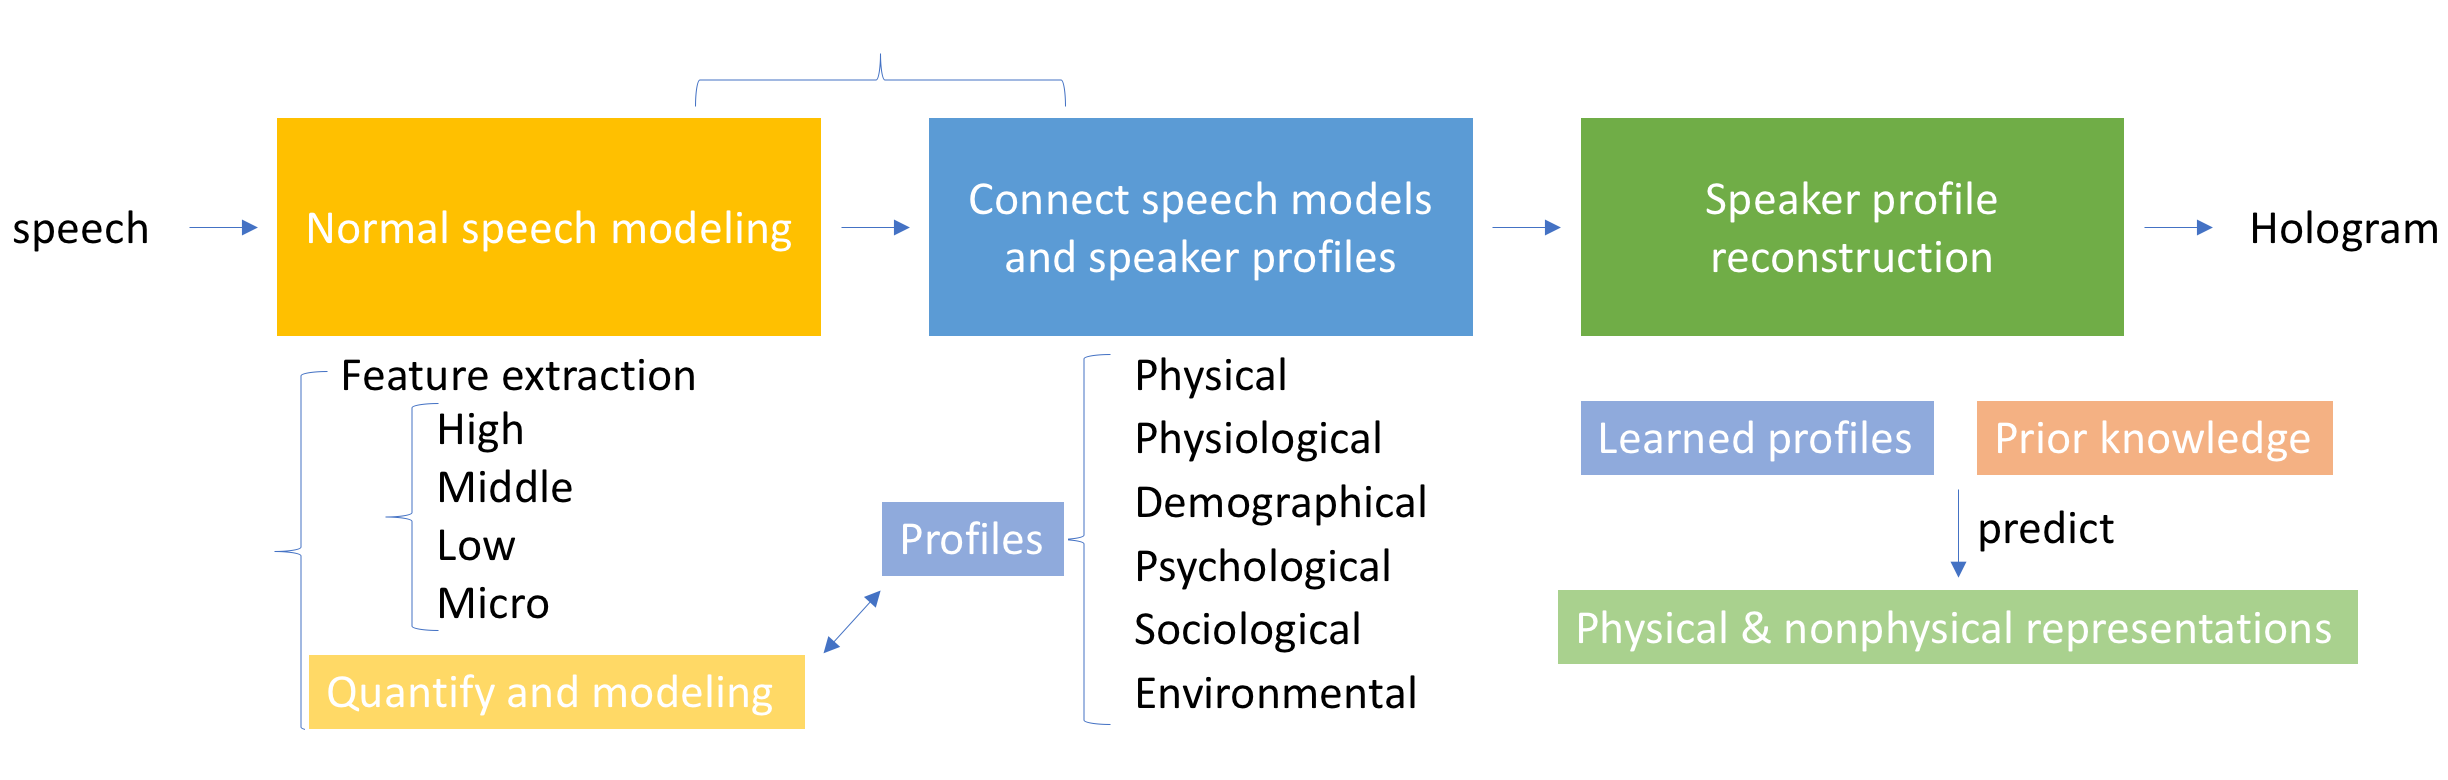 speech
Normal speech modeling
Connect speech models
and speaker profiles
Speaker profile
reconstruction
Hologram
Feature extraction
High
Middle
Low
Micro
Quantify and modeling
Profiles
Physical
Physiological
Demographical
Psychological
Sociological
Environmental
Learned profiles
Prior knowledge
predict
Physical & nonphysical representations